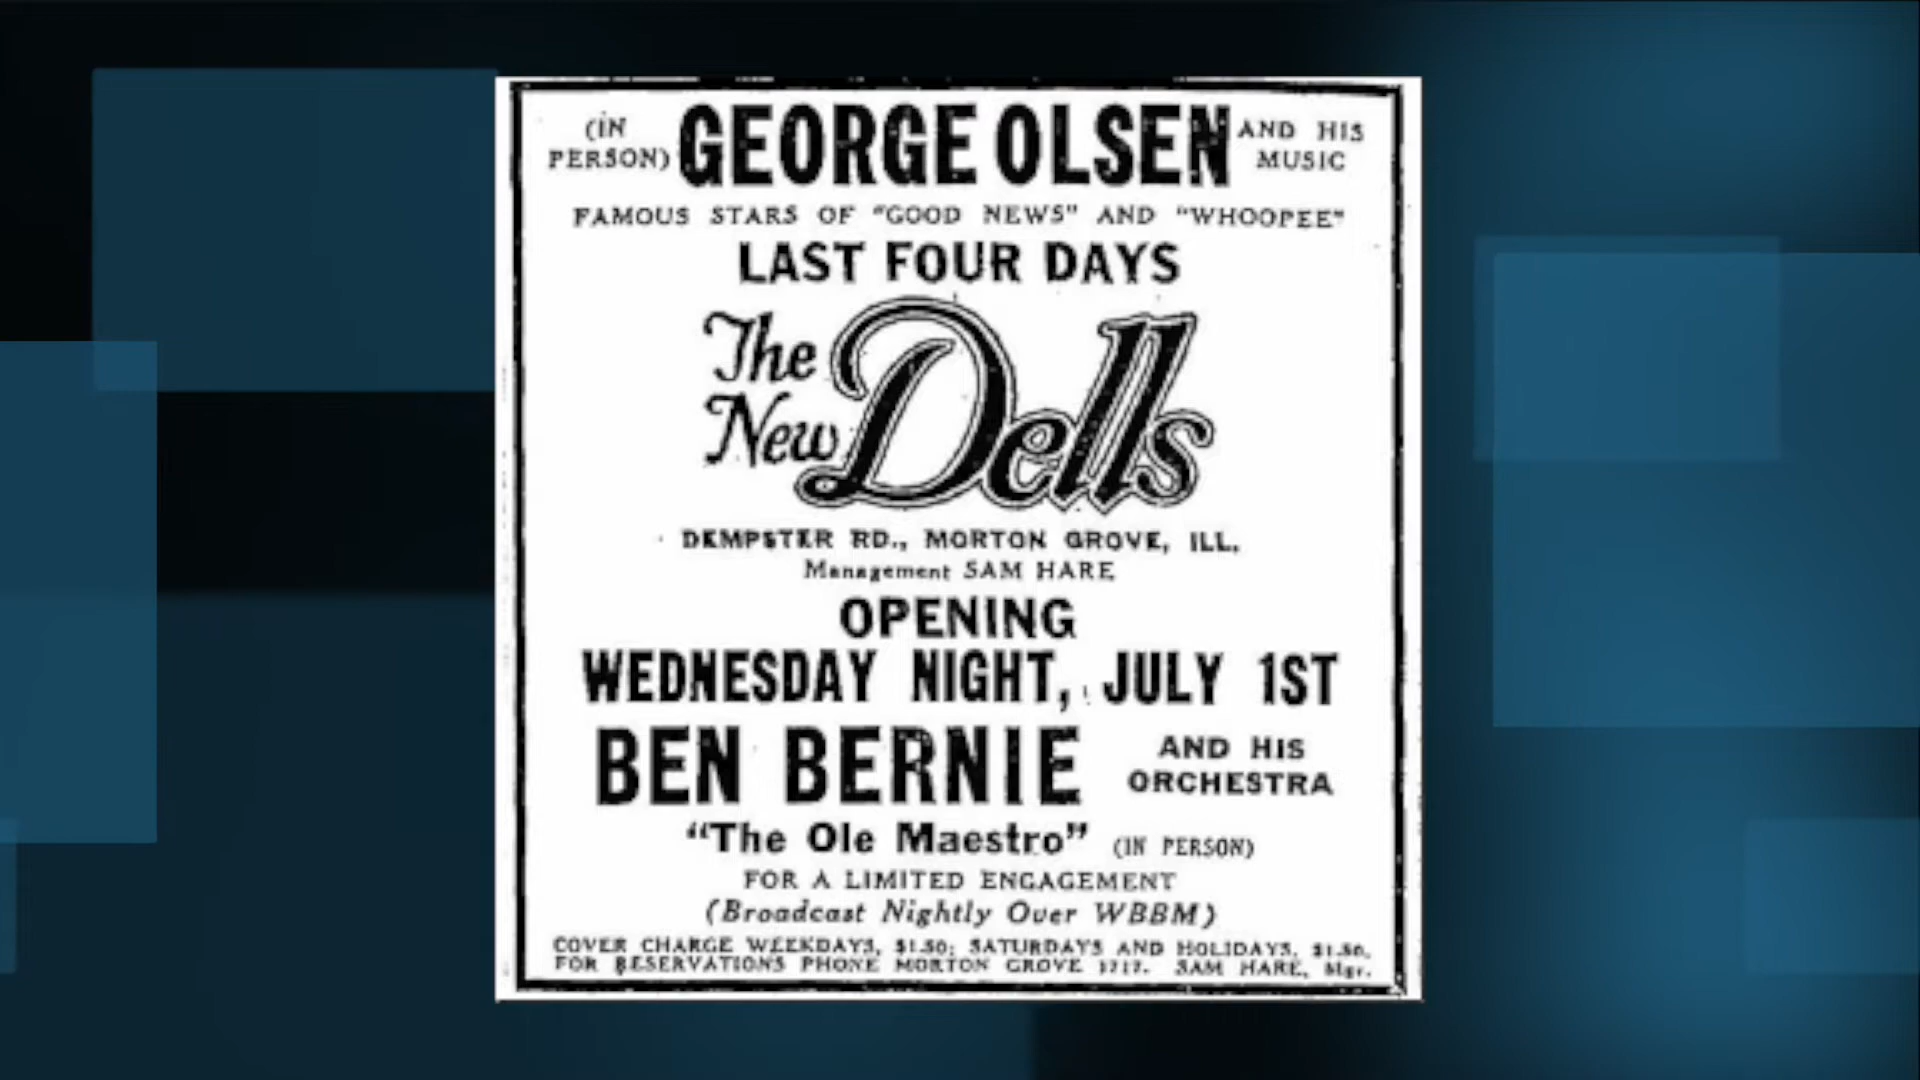 (IN PERSON) GEORGE OLSEN AND HIS MUSIC
FAMOUS STARS OF "GOOD NEWS" AND "WHOOPEE"
LAST FOUR DAYS
The New Dells
DEMPSTER RD., MORTON GROVE, ILL.
Management SAM HARE
OPENING
WEDNESDAY NIGHT, JULY 1ST
BEN BERNIE AND HIS ORCHESTRA
"The Ole Maestro" (IN PERSON)
FOR A LIMITED ENGAGEMENT
(Broadcast Nightly Over WBBM)
COVER CHARGE WEEKDAYS, $1.50; SATURDAYS AND HOLIDAYS,
FOR RESERVATIONS PHONE MORTON GROVE 1717. SAM HARE, Mgr.